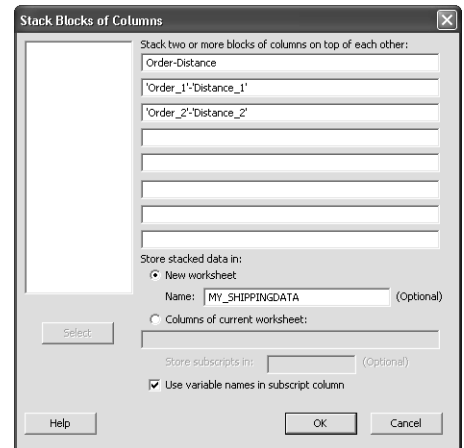 Stack Blocks of Columns
Stack two or more blocks of columns on top of each other:
Order-Distance
'Order_1'-'Distance_1'
'Order_2'-'Distance_2'
Store stacked data in:
New worksheet
Name: MY_SHIPPINGDATA (Optional)
Columns of current worksheet:
Select
Store subscripts in: (Optional)
Use variable names in subscript column
Help OK Cancel